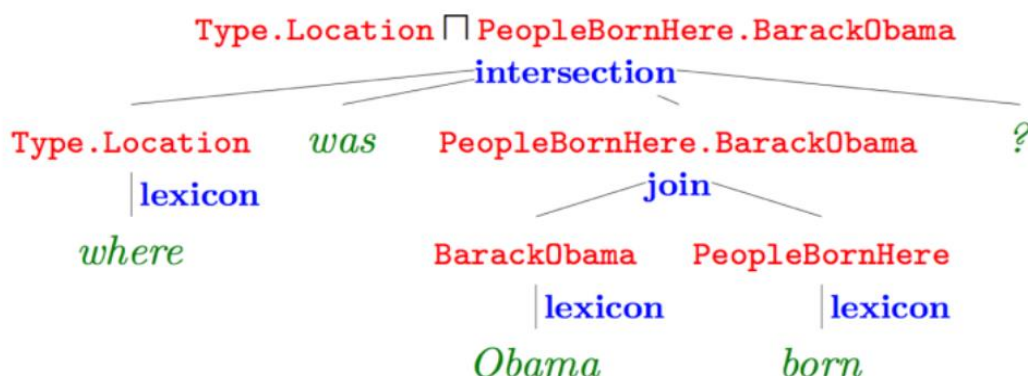 Type.Location ⊓ PeopleBornHere.BarackObama
intersection
Type.Location was PeopleBornHere.BarackObama ?
lexicon join
where BarackObama PeopleBornHere
lexicon lexicon
Obama born